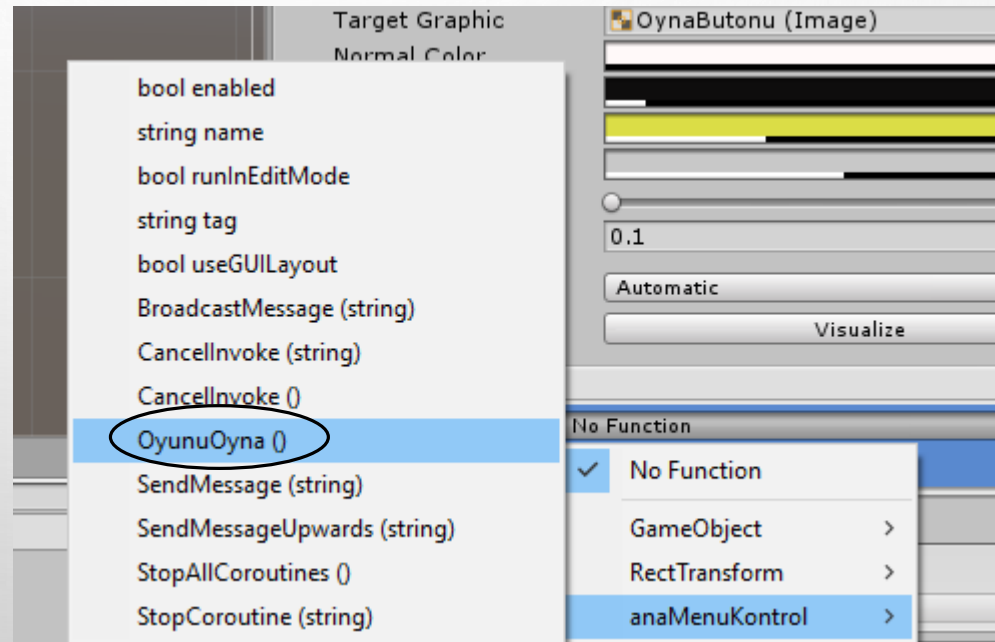 Target Graphic
OynaButonu (Image)
Normal Color
bool enabled
string name
bool runInEditMode
string tag
bool useGUILayout
BroadcastMessage (string)
CancelInvoke (string)
CancelInvoke ()
OyunuOyna ()
SendMessage (string)
SendMessageUpwards (string)
StopAllCoroutines ()
StopCoroutine (string)
0.1
Automatic
Visualize
No Function
No Function
GameObject
RectTransform
anaMenuKontrol